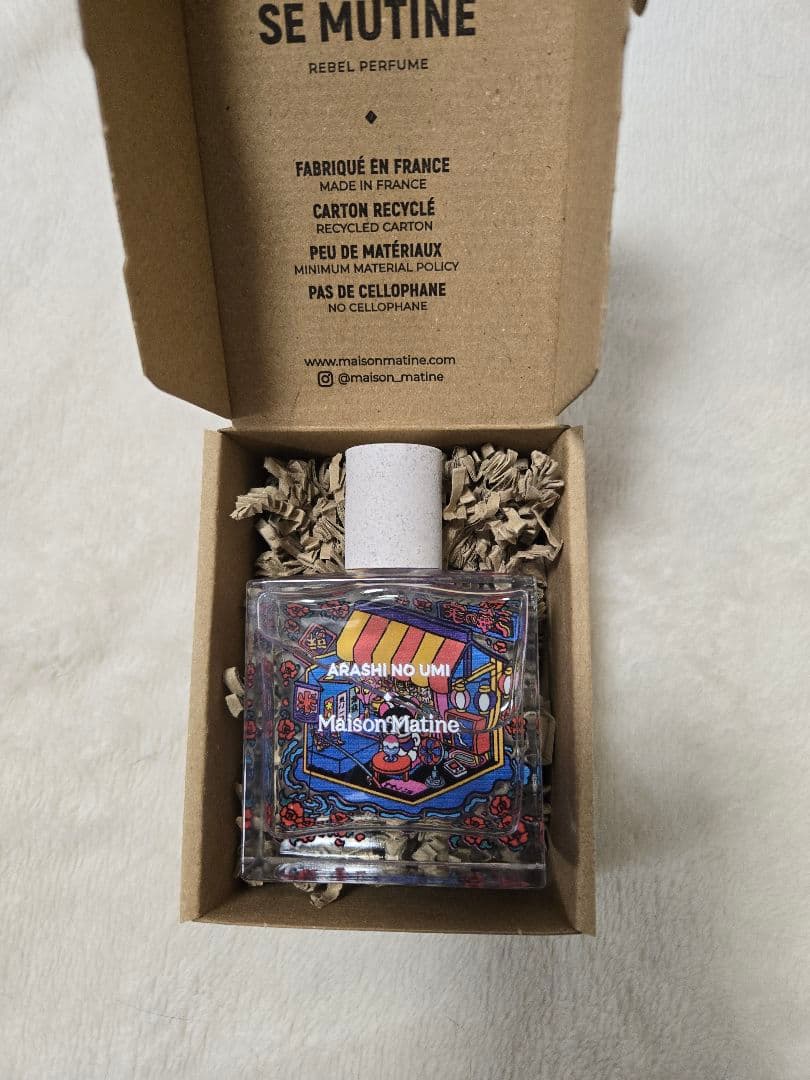 SE MUTINE
REBEL PERFUME
FABRIQUÉ EN FRANCE
MADE IN FRANCE
CARTON RECYCLÉ
RECYCLED CARTON
PEU DE MATÉRIAUX
MINIMUM MATERIAL POLICY
PAS DE CELLOPHANE
NO CELLOPHANE
www.maisonmatine.com
@maison_matine
ARASHI NO UMI
Maison Matine